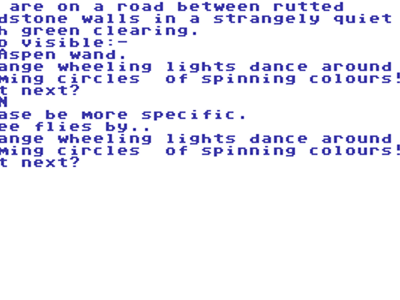 are on a road between rutted
dstone walls in a strangely quiet
h green clearing.
o visible:-
Aspen wand.
ange wheeling lights dance around
ming circles  of spinning colours!
t next?
N
ase be more specific.
ee flies by..
ange wheeling lights dance around
ming circles  of spinning colours!
t next?